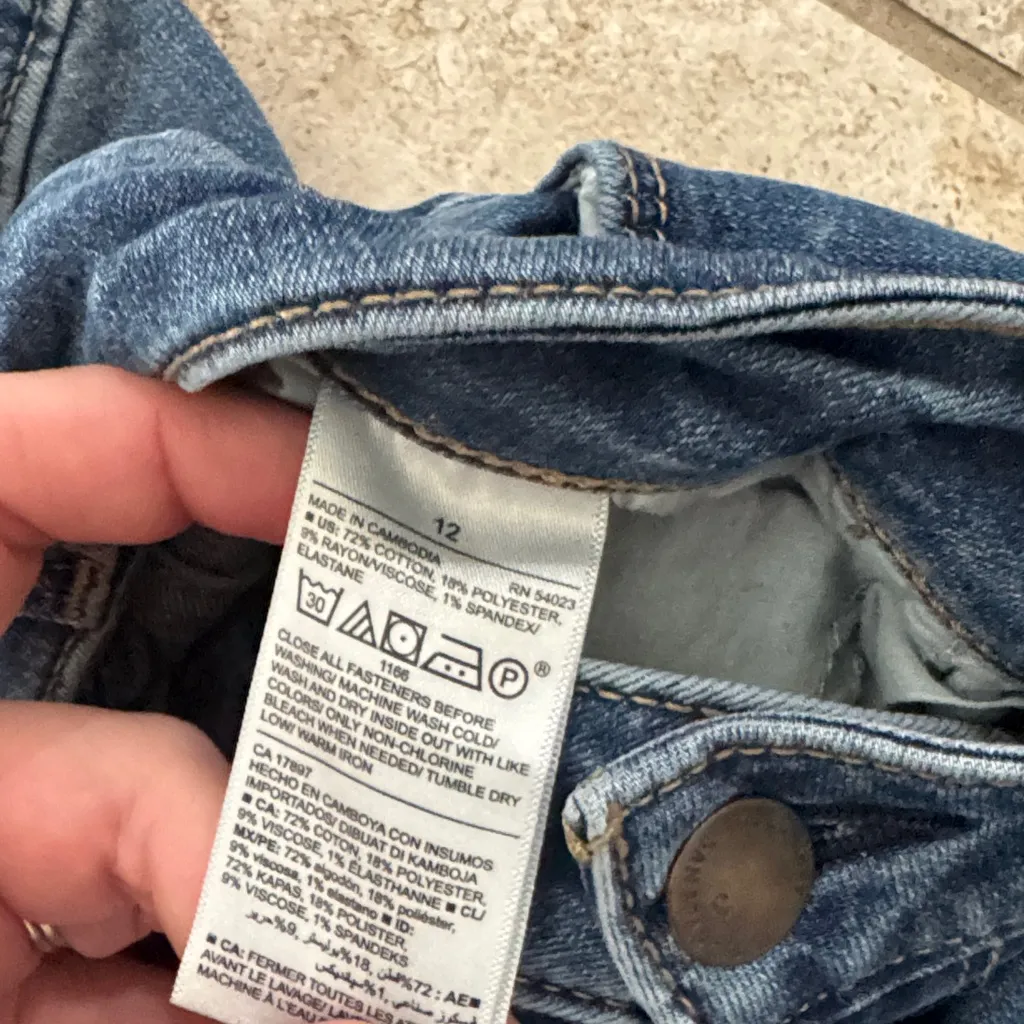 12
MADE IN CAMBODIA RN 54023
■ US: 72% COTTON, 18% POLYESTER,
9% RAYON/VISCOSE, 1% SPANDEX/
ELASTANE
30 P ®
1166
CLOSE ALL FASTENERS BEFORE
WASHING/ MACHINE WASH COLD/
WASH AND DRY INSIDE OUT WITH LIKE
COLORS/ ONLY NON-CHLORINE
BLEACH WHEN NEEDED/ TUMBLE DRY
LOW/ WARM IRON
CA 17897
HECHO EN CAMBOYA CON INSUMOS
IMPORTADOS/ DIBUAT DI KAMBOJA
■ CA: 72% COTON, 18% POLYESTER,
9% VISCOSE, 1% ÉLASTHANNE ■ CL/
MX/PE: 72% algodón, 18% poliéster,
9% viscosa, 1% elastano ■ ID:
72% KAPAS, 18% POLISTER,
9% VISCOSE, 1% SPANDEKS
■ CA: FERMER TOUTES LES
AVANT LE LAVAGE/ LAV
MACHINE À L'EAU